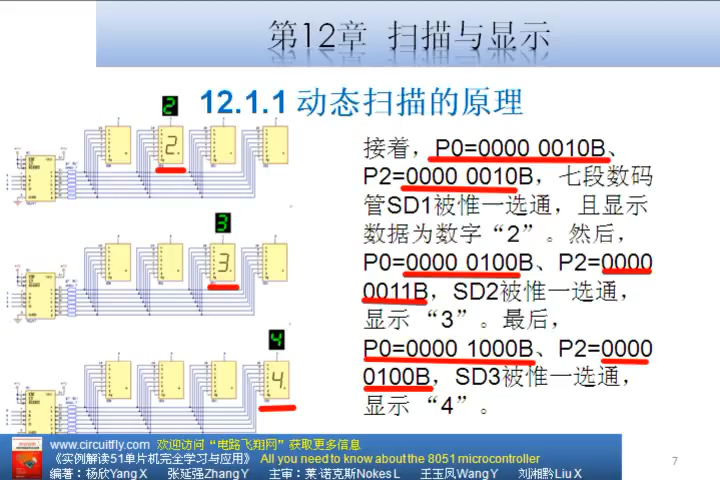 第12章 扫描与显示
12.1.1 动态扫描的原理
2
2.
3
3.
4
4.
接着，P0=0000 0010B、
P2=0000 0010B，七段数码
管SD1被惟一选通，且显示
数据为数字“2”。然后，
P0=0000 0100B、P2=0000
0011B，SD2被惟一选通，
显示 “3”。最后，
P0=0000 1000B、P2=0000
0100B，SD3被惟一选通，
显示 “4”。
www.circuitfly.com 欢迎访问“电路飞翔网”获取更多信息
《实例解读51单片机完全学习与应用》 All you need to know about the 8051 microcontroller
编著：杨欣Yang X 张延强Zhang Y 主审：莱·诺克斯Nokes L 王玉凤Wang Y 刘湘黔Liu X
7